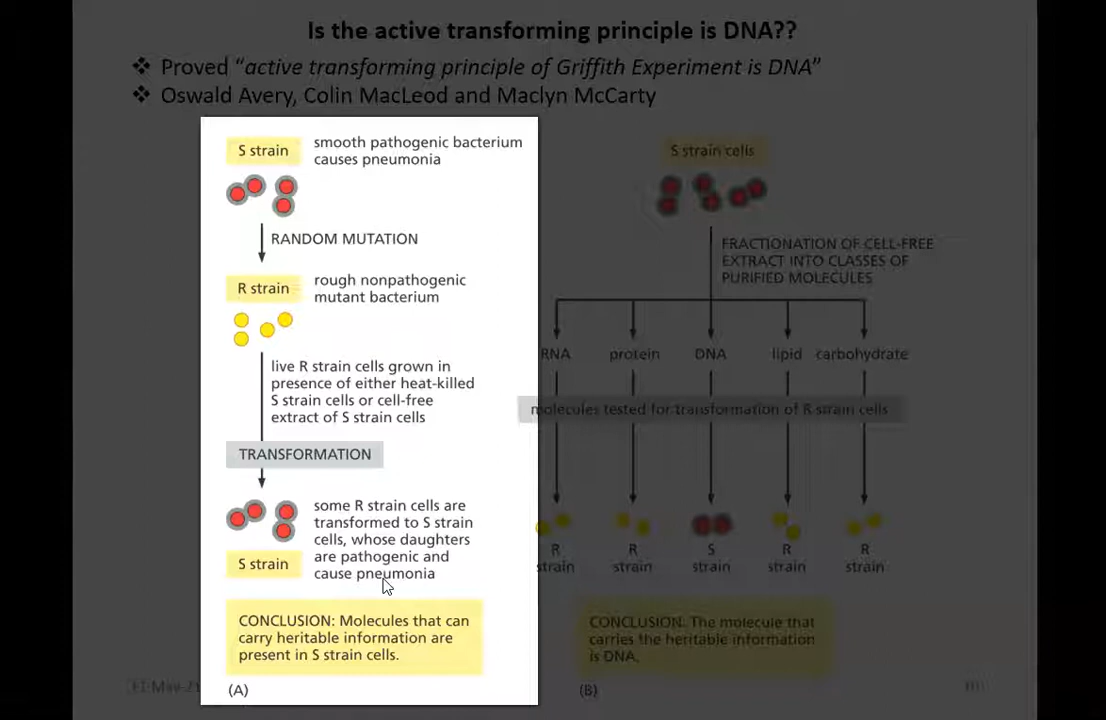 Is the active transforming principle is DNA??
❖ Proved “active transforming principle of Griffith Experiment is DNA”
❖ Oswald Avery, Colin MacLeod and Maclyn McCarty
S strain
smooth pathogenic bacterium
causes pneumonia
RANDOM MUTATION
R strain
rough nonpathogenic
mutant bacterium
live R strain cells grown in
presence of either heat-killed
S strain cells or cell-free
extract of S strain cells
TRANSFORMATION
some R strain cells are
transformed to S strain
cells, whose daughters
are pathogenic and
cause pneumonia
S strain
CONCLUSION: Molecules that can
carry heritable information are
present in S strain cells.
(A)
S strain cells
FRACTIONATION OF CELL-FREE
EXTRACT INTO CLASSES OF
PURIFIED MOLECULES
RNA protein DNA lipid carbohydrate
molecules tested for transformation of R strain cells
R R S R R
strain strain strain strain strain
CONCLUSION: The molecule that
carries the heritable information
is DNA.
(B)